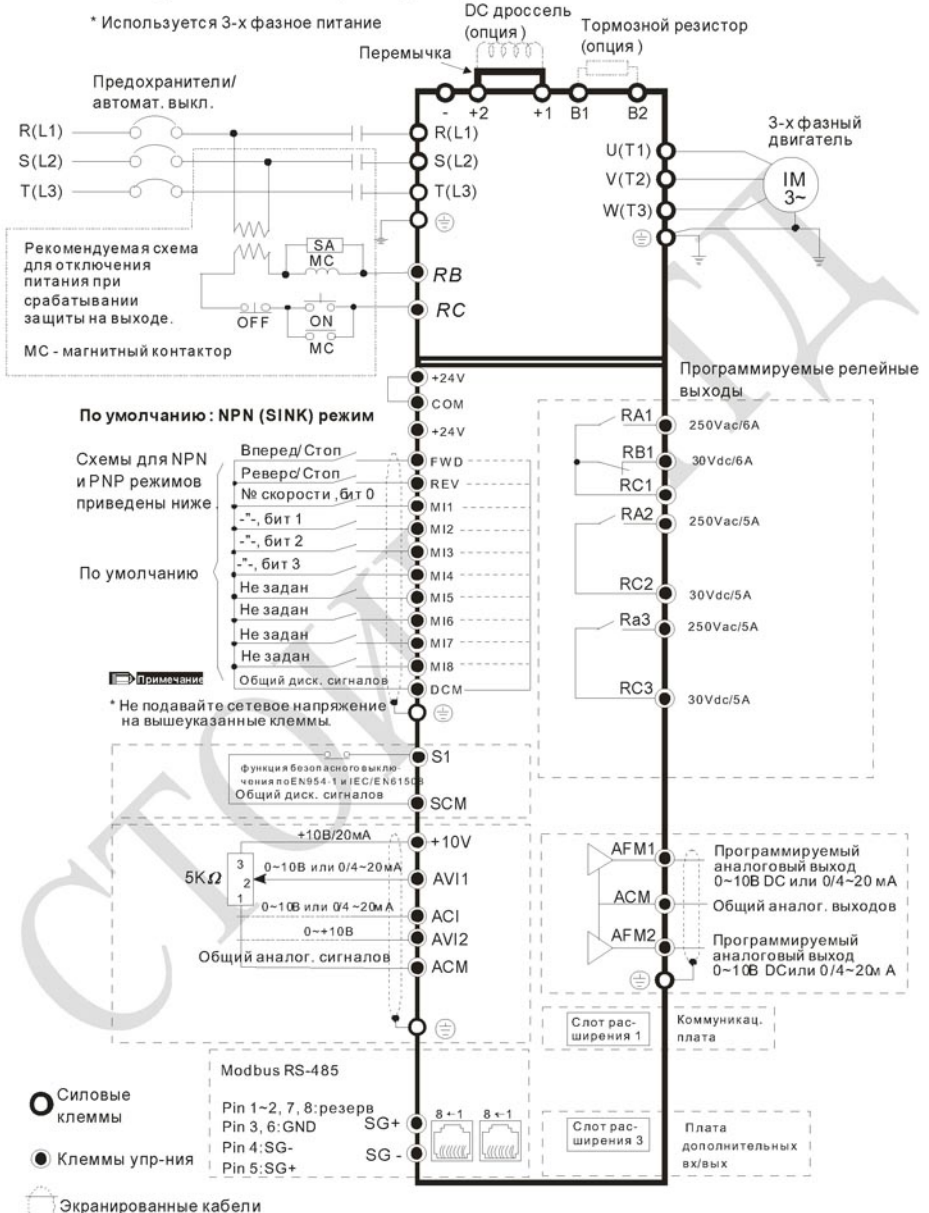 * Используется 3-х фазное питание
DC дроссель
(опция)
Тормозной резистор
(опция)
Перемычка
Предохранители/
автомат. выкл.
- +2 +1 B1 B2
R(L1)
S(L2)
T(L3)
R(L1)
S(L2)
T(L3)
U(T1)
V(T2)
W(T3)
3-х фазный
двигатель
IM
3~
Рекомендуемая схема
для отключения
питания при
срабатывании
защиты на выходе.
МС - магнитный контактор
SA
MC
OFF
ON
MC
RB
RC
+24V
COM
+24V
FWD
REV
MI1
MI2
MI3
MI4
MI5
MI6
MI7
MI8
DCM
По умолчанию: NPN (SINK) режим
Схемы для NPN
и PNP режимов
приведены ниже.
По умолчанию
Вперед/Стоп
Реверс/Стоп
№ скорости, бит 0
-"-, бит 1
-"-, бит 2
-"-, бит 3
Не задан
Не задан
Не задан
Не задан
Общий диск. сигналов
Примечание
* Не подавайте сетевое напряжение
на вышеуказанные клеммы.
Программируемые релейные
выходы
RA1 250Vac/6A
RB1 30Vdc/6A
RC1
RA2 250Vac/5A
RC2 30Vdc/5A
Ra3 250Vac/5A
RC3 30Vdc/5A
функция безопасного выклю-
чения по EN954-1 и IEC/EN61508
Общий диск. сигналов
S1
SCM
+10В/20мА
5KΩ
3
2
1
0~10В или 0/4~20мА
0~10В или 0/4~20мА
0~+10В
Общий аналог. сигналов
+10V
AVI1
ACI
AVI2
ACM
AFM1
Программируемый
аналоговый выход
0~10В DC или 0/4~20 мА
ACM
Общий аналог. выходов
AFM2
Программируемый
аналоговый выход
0~10В DCили 0/4~20м А
Слот рас-
ширения 1
Коммуникац.
плата
Слот рас-
ширения 3
Плата
дополнительных
вх/вых
Modbus RS-485
Pin 1~2, 7, 8:резерв
Pin 3, 6:GND
Pin 4:SG-
Pin 5:SG+
SG+
SG -
8 ←1 8 ←1
Силовые
клеммы
Клеммы упр-ния
Экранированные кабели